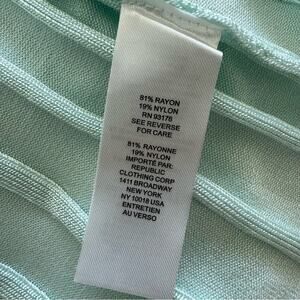 81% RAYON
19% NYLON
RN 93178
SEE REVERSE
FOR CARE
81% RAYONNE
19% NYLON
IMPORTÉ PAR:
REPUBLIC
CLOTHING CORP
1411 BROADWAY
NEW YORK
NY 10018 USA
ENTRETIEN
AU VERSO